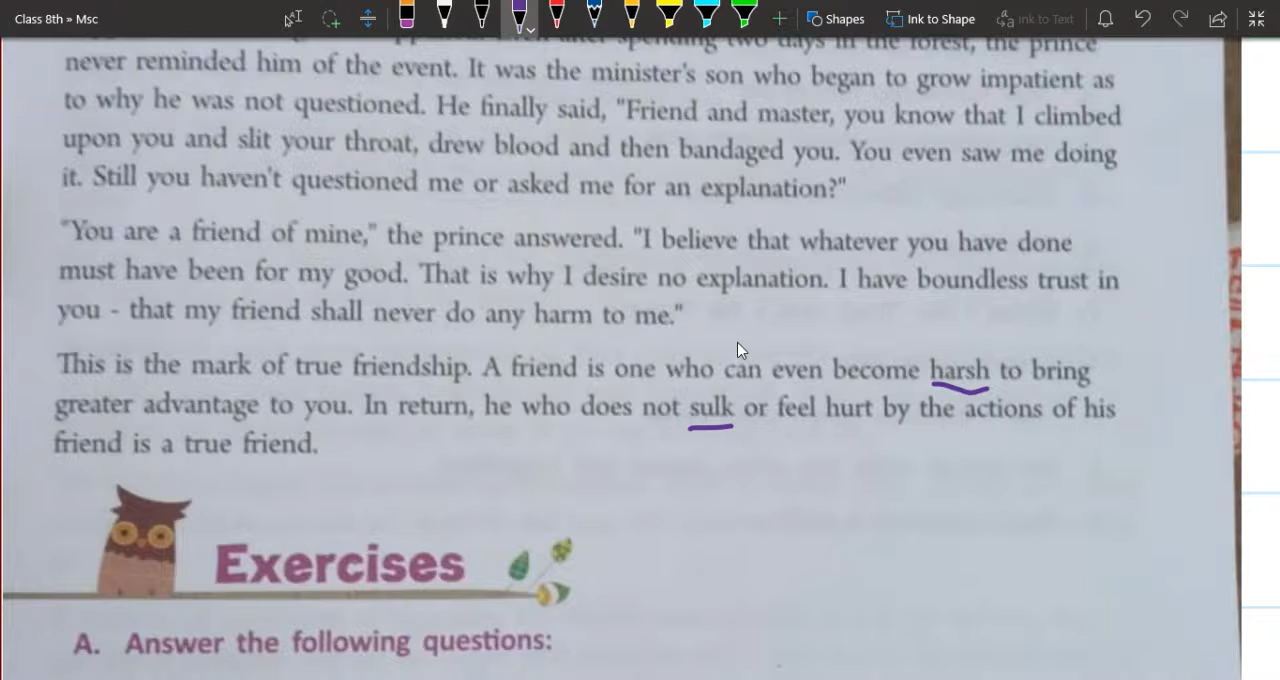 Class 8th » Msc
Shapes
Ink to Shape
Ink to Text
spending two days in the forest, the prince
never reminded him of the event. It was the minister's son who began to grow impatient as
to why he was not questioned. He finally said, "Friend and master, you know that I climbed
upon you and slit your throat, drew blood and then bandaged you. You even saw me doing
it. Still you haven't questioned me or asked me for an explanation?"
"You are a friend of mine," the prince answered. "I believe that whatever you have done
must have been for my good. That is why I desire no explanation. I have boundless trust in
you - that my friend shall never do any harm to me."
This is the mark of true friendship. A friend is one who can even become harsh to bring
greater advantage to you. In return, he who does not sulk or feel hurt by the actions of his
friend is a true friend.
Exercises
A. Answer the following questions: